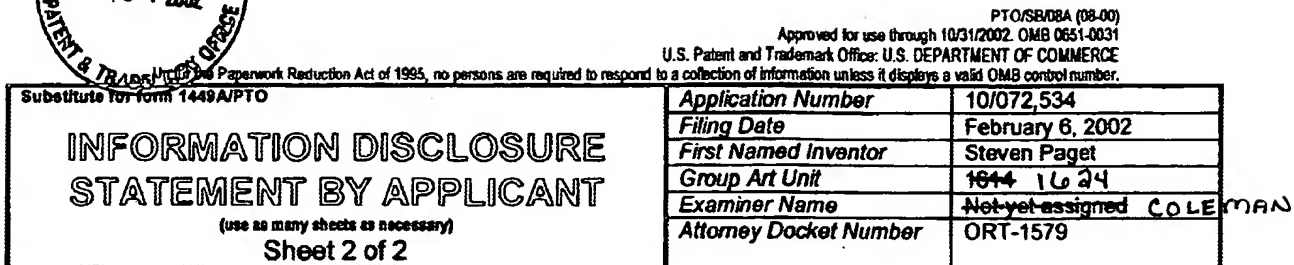 PTO/SB/08A (08-00)
Approved for use through 10/31/2002. OMB 0651-0031
U.S. Patent and Trademark Office: U.S. DEPARTMENT OF COMMERCE
Paperwork Reduction Act of 1995, no persons are required to respond to a collection of information unless it displays a valid OMB control number.
PATENT & TRADEMARK OFFICE
Substitute for form 1449A/PTO
INFORMATION DISCLOSURE
STATEMENT BY APPLICANT
(use as many sheets as necessary)
Sheet 2 of 2
Application Number 10/072,534
Filing Date February 6, 2002
First Named Inventor Steven Paget
Group Art Unit 1614 1624
Examiner Name Not yet assigned COLEMAN
Attorney Docket Number ORT-1579